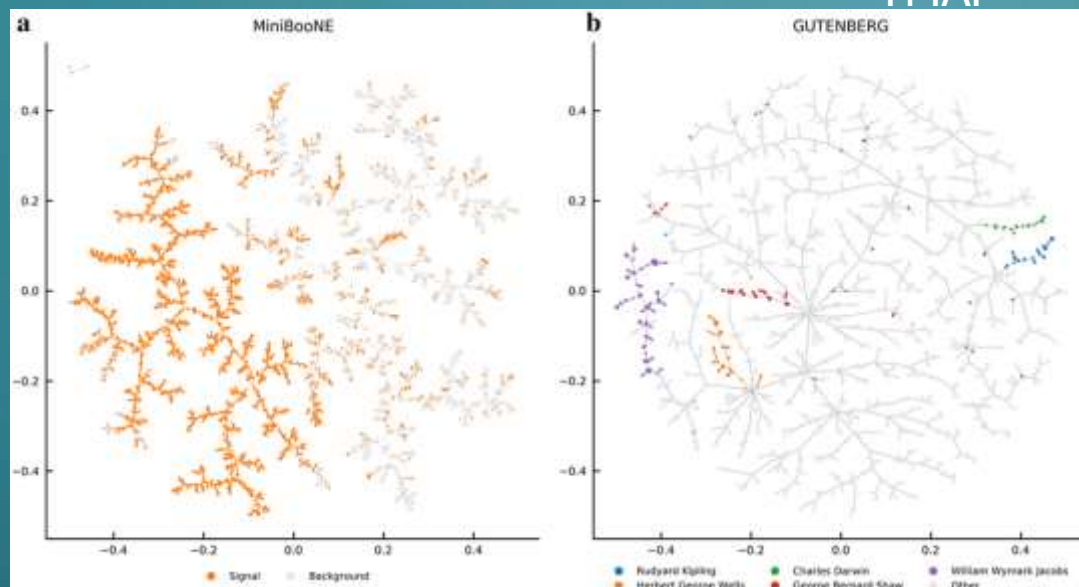 a
MiniBooNE
b
GUTENBERG
0.4
0.2
0.0
−0.2
−0.4
−0.4
−0.2
0.0
0.2
0.4
Signal
Background
0.4
0.2
0.0
−0.2
−0.4
−0.4
−0.2
0.0
0.2
0.4
Rudyard Kipling
Charles Darwin
William Wymark Jacobs
Herbert George Wells
George Bernard Shaw
Other